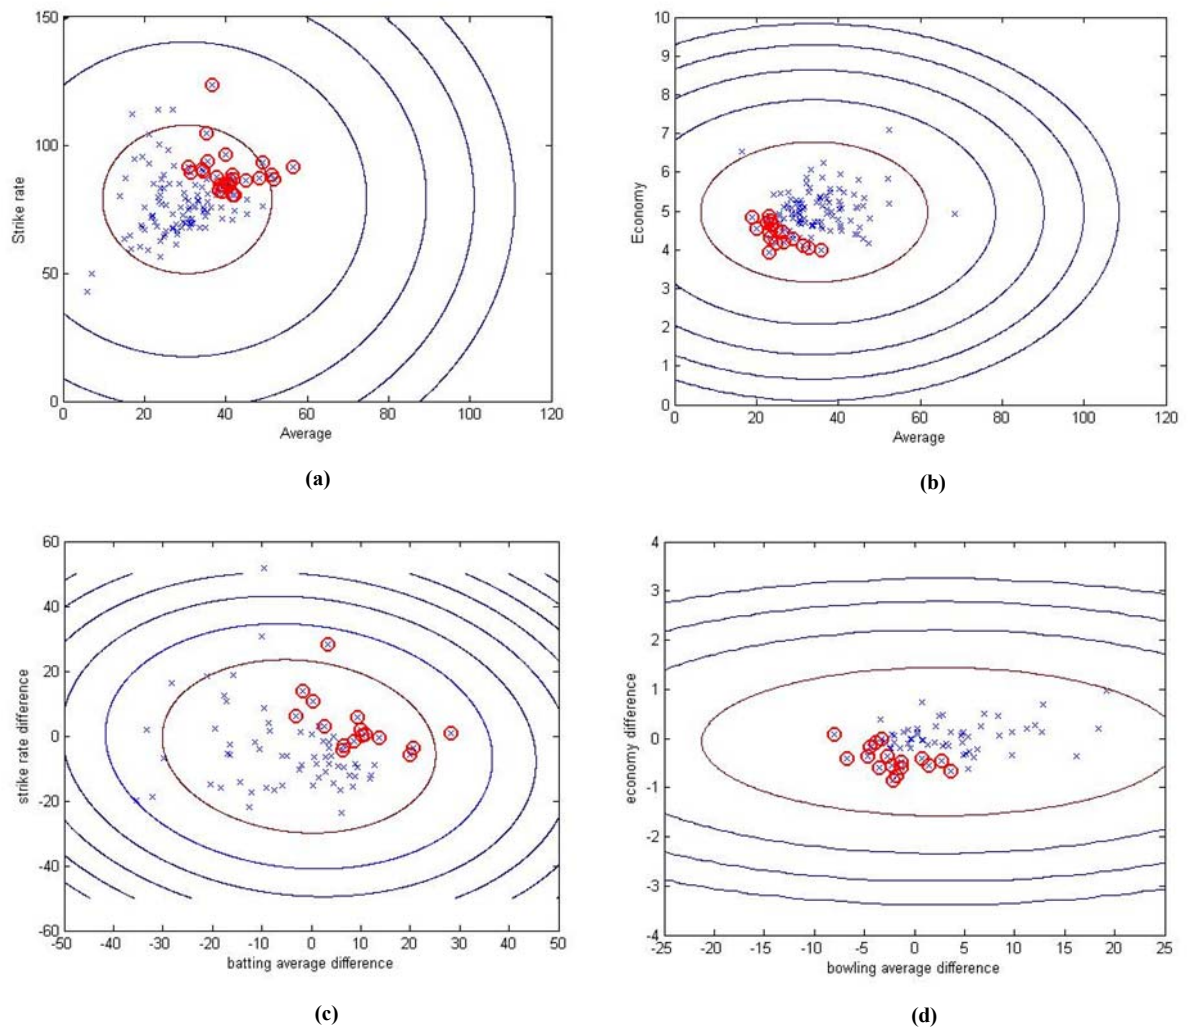 150
100
50
0
0 20 40 60 80 100 120
Strike rate
Average
(a)
10
9
8
7
6
5
4
3
2
1
0
0 20 40 60 80 100 120
Economy
Average
(b)
60
40
20
0
-20
-40
-60
-50 -40 -30 -20 -10 0 10 20 30 40 50
strike rate difference
batting average difference
(c)
4
3
2
1
0
-1
-2
-3
-4
-25 -20 -15 -10 -5 0 5 10 15 20 25
economy difference
bowling average difference
(d)